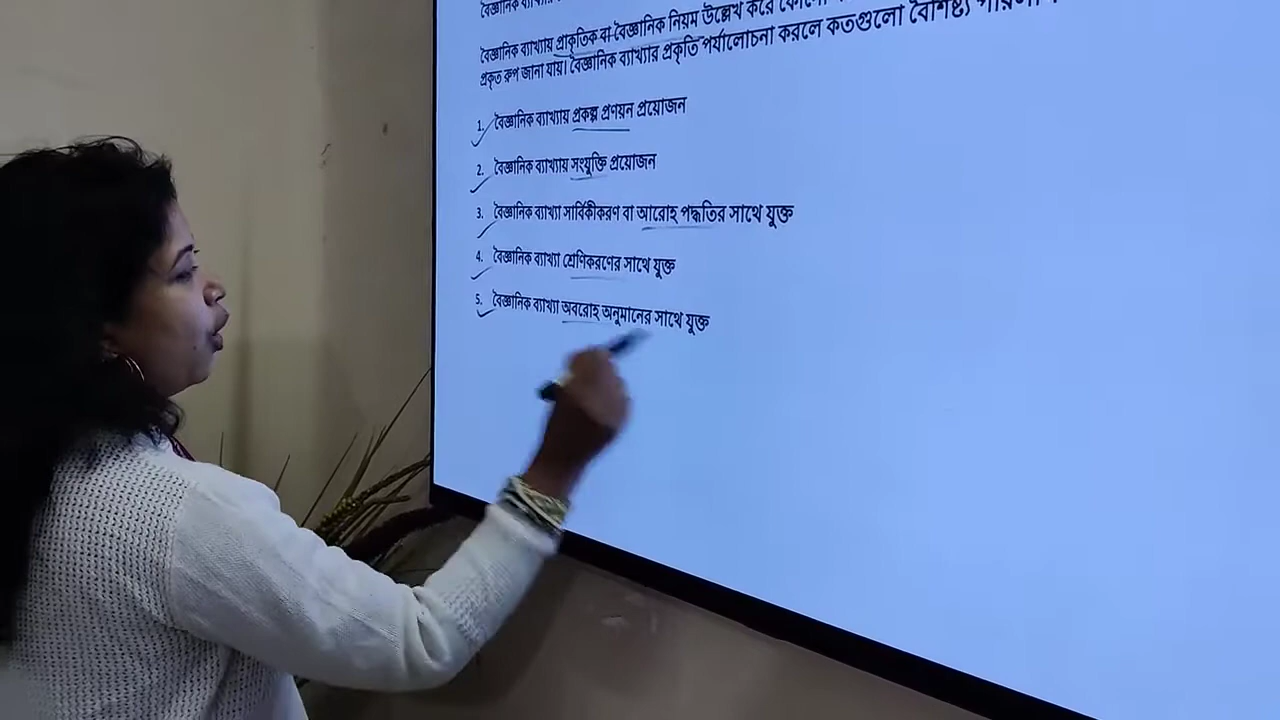 বৈজ্ঞানিক ব্যাখ্যার
বৈজ্ঞানিক ব্যাখ্যায় প্রাকৃতিক বা বৈজ্ঞানিক নিয়ম উল্লেখ করে কোনো
প্রকৃত রুপ জানা যায়। বৈজ্ঞানিক ব্যাখ্যার প্রকৃতি পর্যালোচনা করলে কতগুলো বৈশিষ্ট্য
1. বৈজ্ঞানিক ব্যাখ্যায় প্রকল্প প্রণয়ন প্রয়োজন
2. বৈজ্ঞানিক ব্যাখ্যায় সংযুক্তি প্রয়োজন
3. বৈজ্ঞানিক ব্যাখ্যা সার্বিকীকরণ বা আরোহ পদ্ধতির সাথে যুক্ত
4. বৈজ্ঞানিক ব্যাখ্যা শ্রেণিকরণের সাথে যুক্ত
5. বৈজ্ঞানিক ব্যাখ্যা অবরোহ অনুমানের সাথে যুক্ত